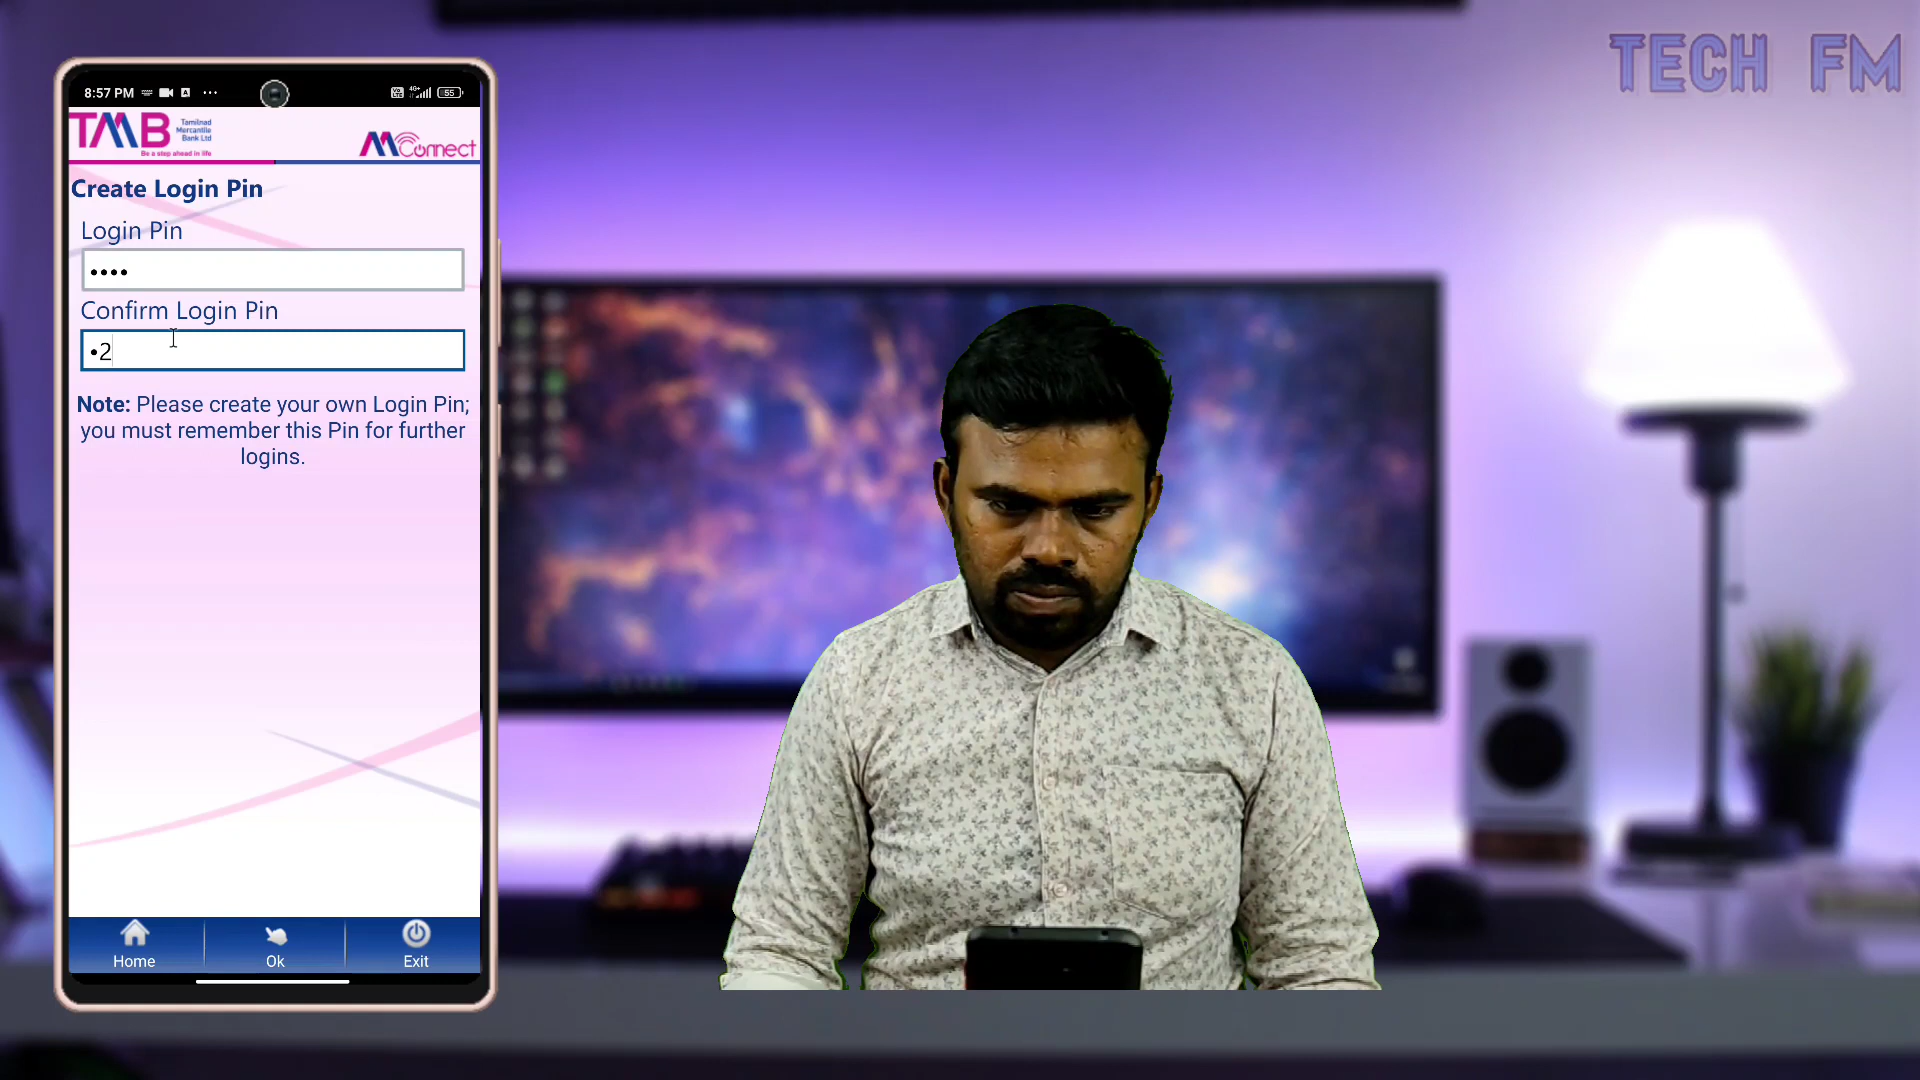 TECH FM
8:57 PM
4G+
55
TMB
Tamilnad
Mercantile
Bank Ltd
Be a step ahead in life
MConnect
Create Login Pin
Login Pin
••••
Confirm Login Pin
•2
Note: Please create your own Login Pin;
you must remember this Pin for further
logins.
Home
Ok
Exit